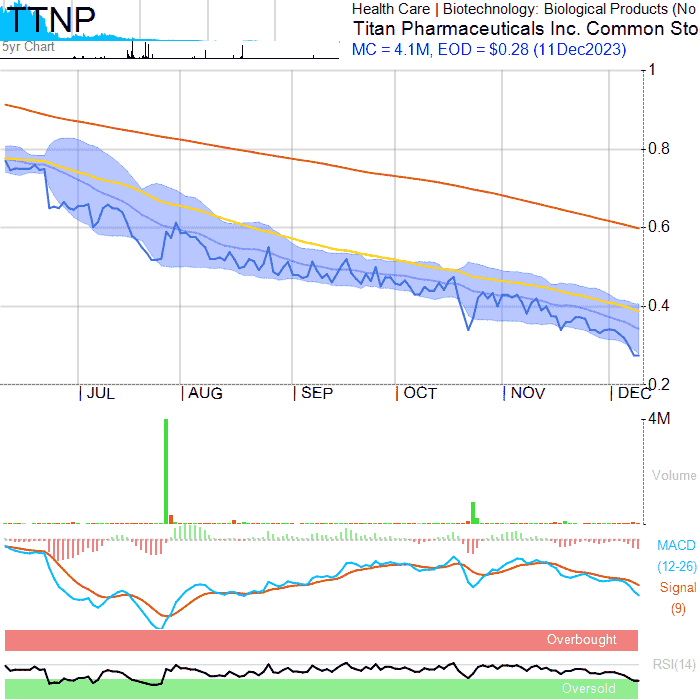 TTNP
5yr Chart
Health Care | Biotechnology: Biological Products (No
Titan Pharmaceuticals Inc. Common Sto
MC = 4.1M, EOD = $0.28 (11Dec2023)
1
0.8
0.6
0.4
0.2
| JUL | AUG | SEP | OCT | NOV | DEC
4M
Volume
MACD
(12-26)
Signal
(9)
Overbought
RSI(14)
Oversold